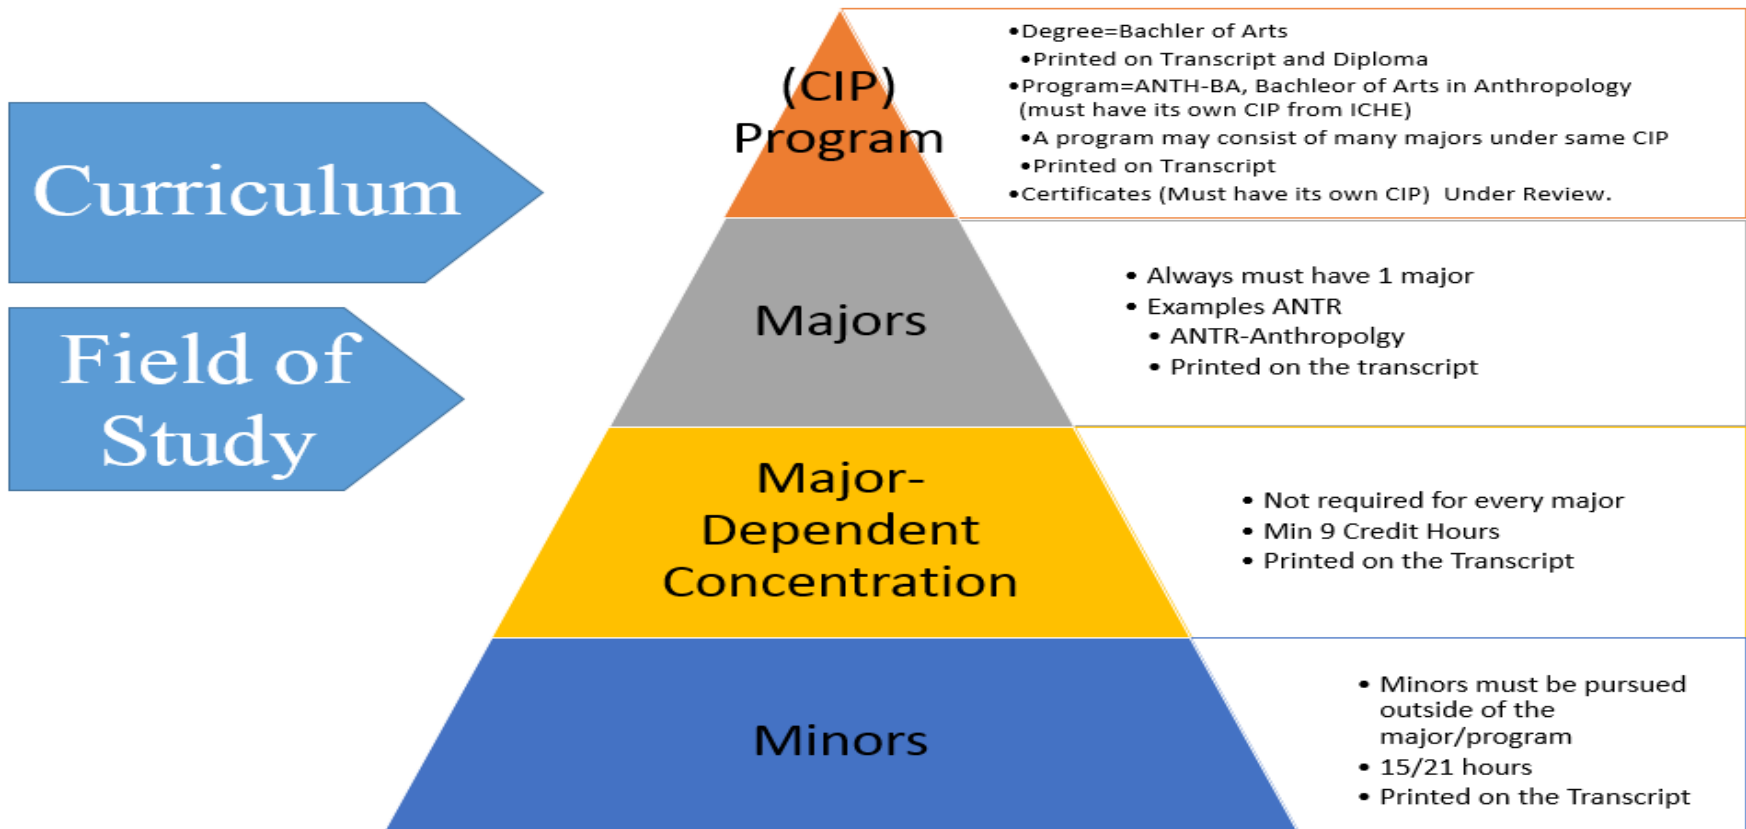 Curriculum
Field of
Study
(CIP)
Program
•Degree=Bachler of Arts
•Printed on Transcript and Diploma
•Program=ANTH-BA, Bachleor of Arts in Anthropology
(must have its own CIP from ICHE)
•A program may consist of many majors under same CIP
•Printed on Transcript
•Certificates (Must have its own CIP)  Under Review.
Majors
• Always must have 1 major
• Examples ANTR
• ANTR-Anthropolgy
• Printed on the transcript
Major-
Dependent
Concentration
• Not required for every major
• Min 9 Credit Hours
• Printed on the Transcript
Minors
• Minors must be pursued
outside of the
major/program
• 15/21 hours
• Printed on the Transcript